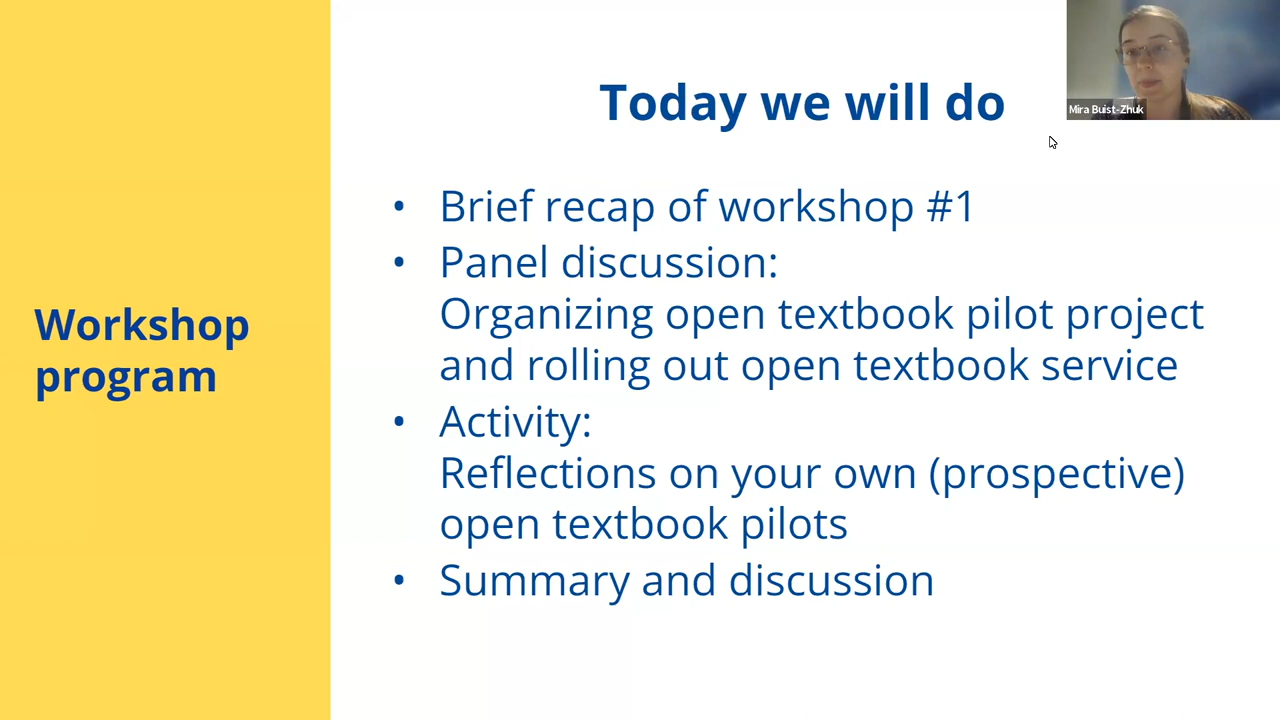 Workshop
program
Today we will do
• Brief recap of workshop #1
• Panel discussion:
Organizing open textbook pilot project
and rolling out open textbook service
• Activity:
Reflections on your own (prospective)
open textbook pilots
• Summary and discussion
Mira Buist-Zhuk